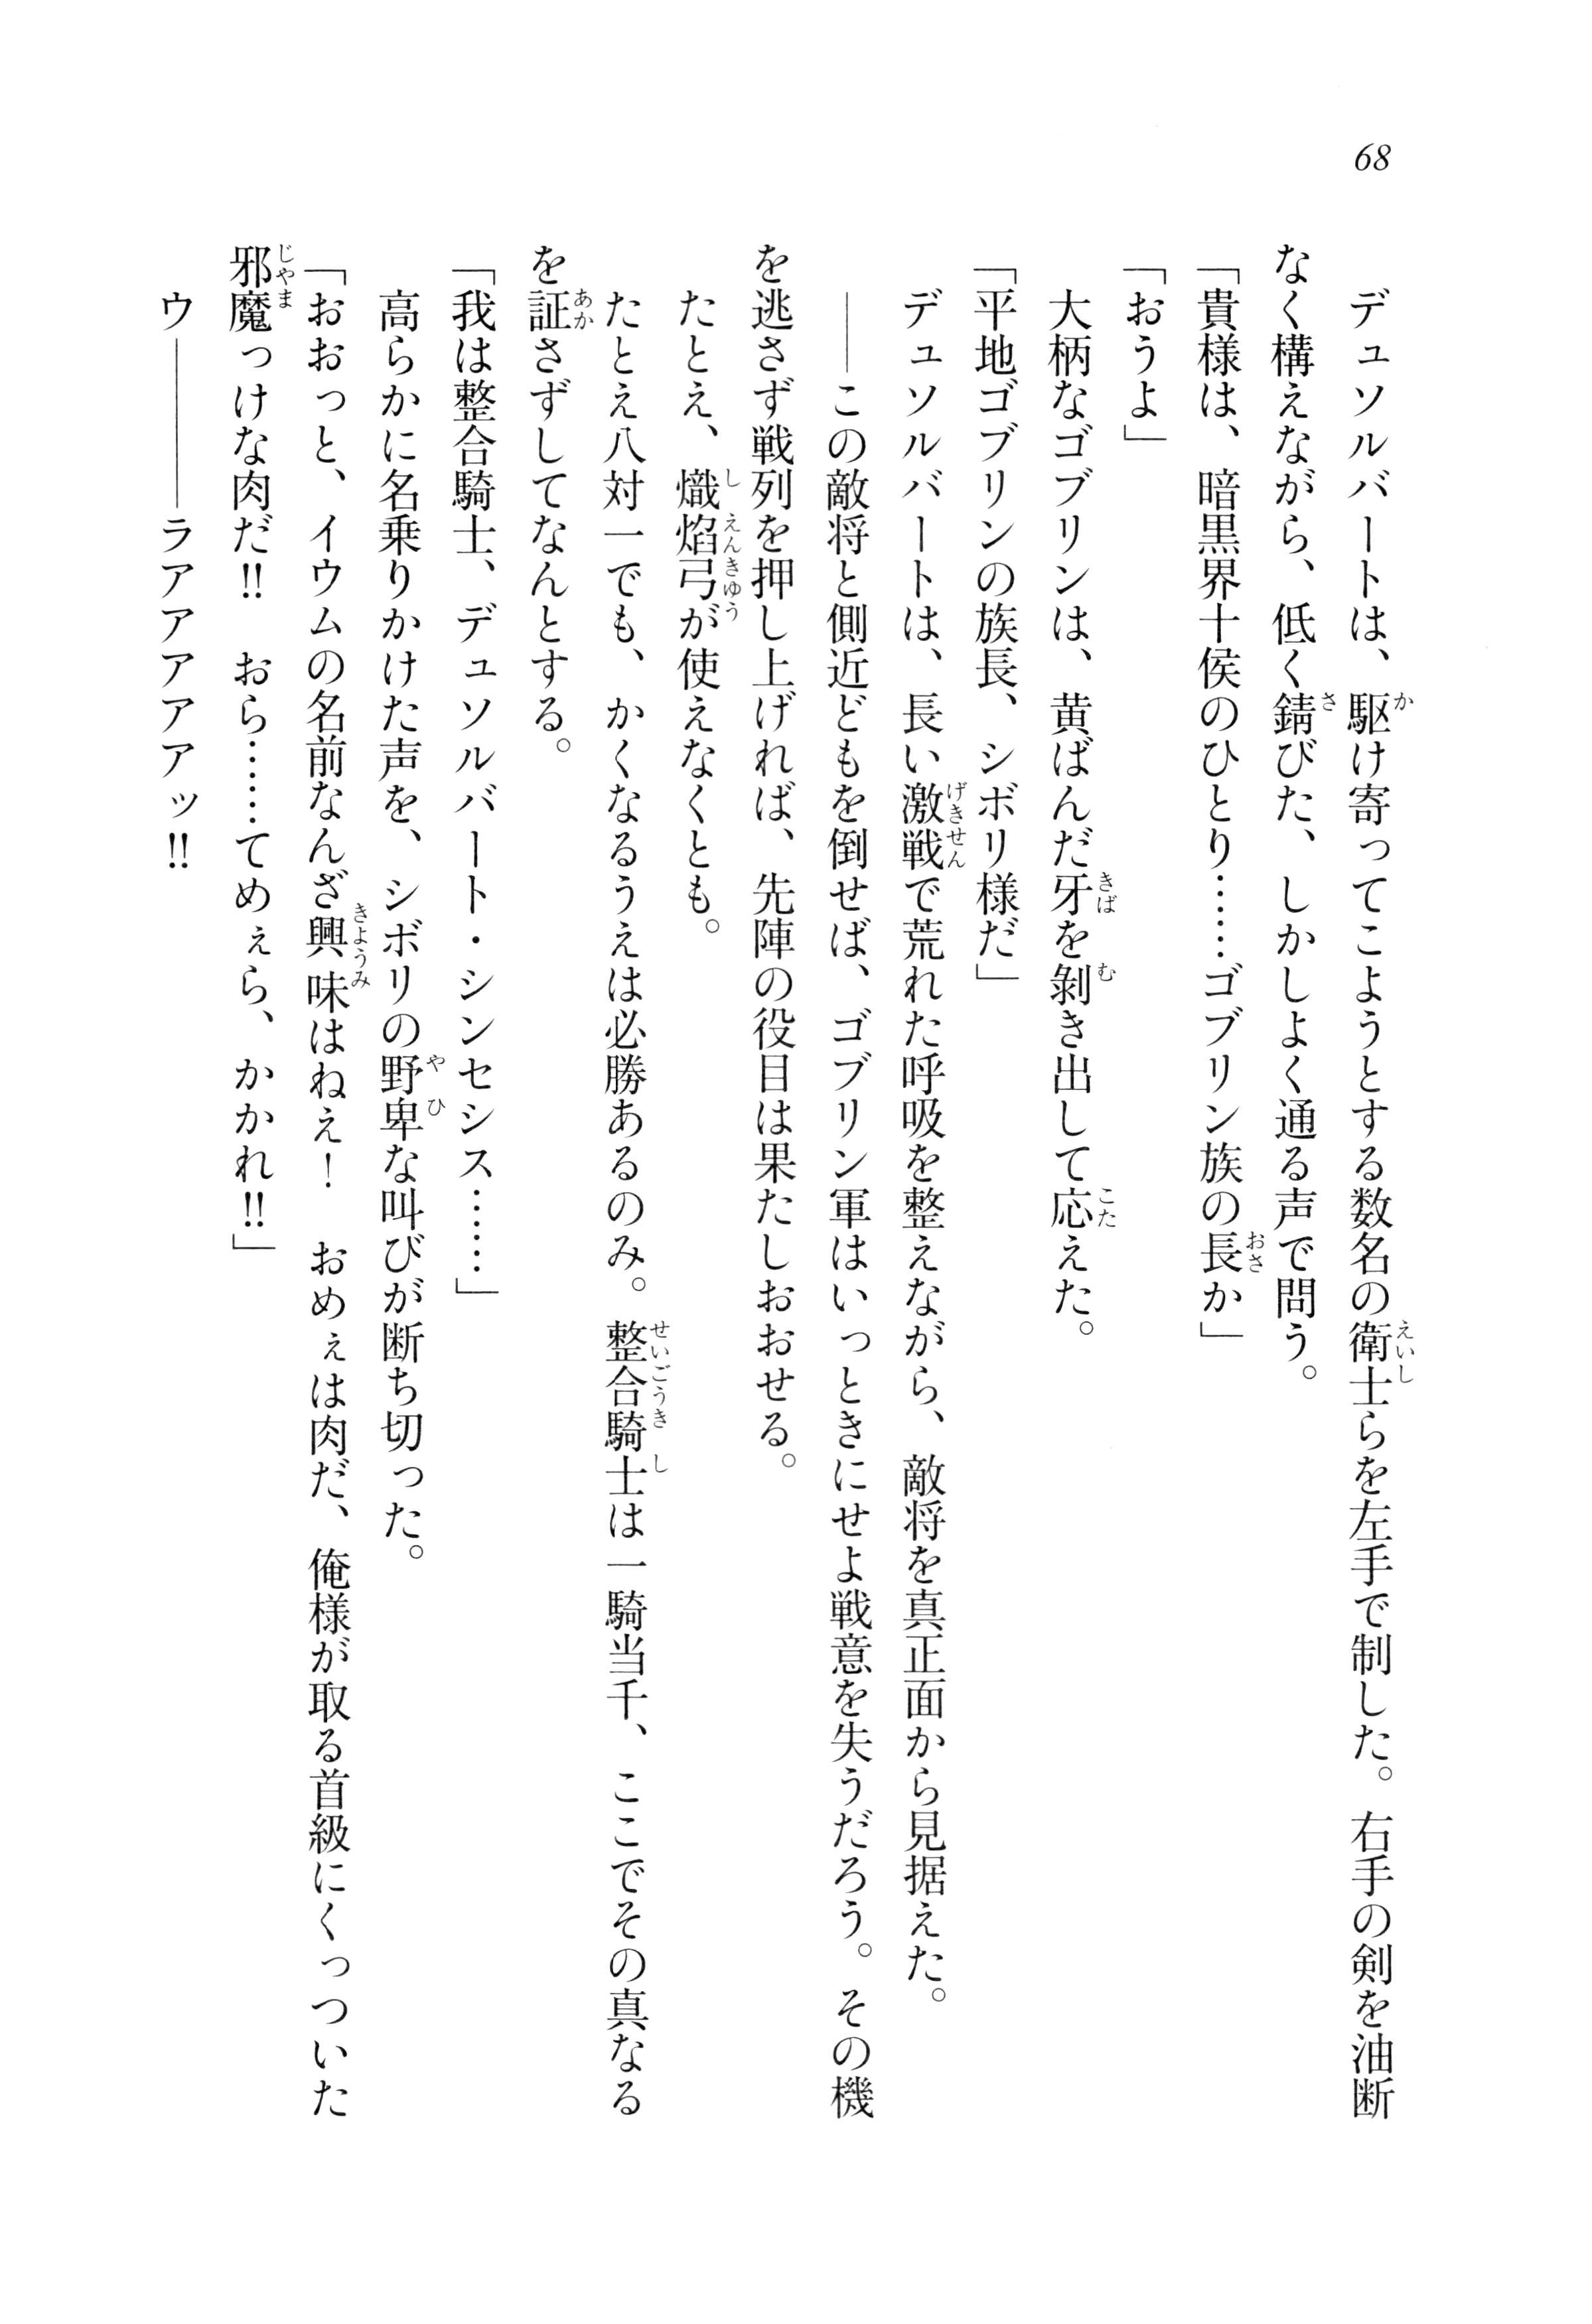 68
　デュソルバートは、駆け寄ってこようとする数名の衛士らを左手で制した。右手の剣を油断
なく構えながら、低く錆びた、しかしよく通る声で問う。
「貴様は、暗黒界十侯のひとり……ゴブリン族の長か」
「おうよ」
　大柄なゴブリンは、黄ばんだ牙を剝き出して応えた。
「平地ゴブリンの族長、シボリ様だ」
　デュソルバートは、長い激戦で荒れた呼吸を整えながら、敵将を真正面から見据えた。
　――この敵将と側近どもを倒せば、ゴブリン軍はいっときにせよ戦意を失うだろう。その機
を逃さず戦列を押し上げれば、先陣の役目は果たしおおせる。
　たとえ、熾焰弓が使えなくとも。
　たとえ八対一でも、かくなるうえは必勝あるのみ。整合騎士は一騎当千、ここでその真なる
を証さずしてなんとする。
「我は整合騎士、デュソルバート・シンセシス……」
　高らかに名乗りかけた声を、シボリの野卑な叫びが断ち切った。
「おおっと、イウムの名前なんざ興味はねえ！　おめぇは肉だ、俺様が取る首級にくっついた
邪魔っけな肉だ!!　おら……てめぇら、かかれ!!」
　ウ――――ラアアアアアッ!!